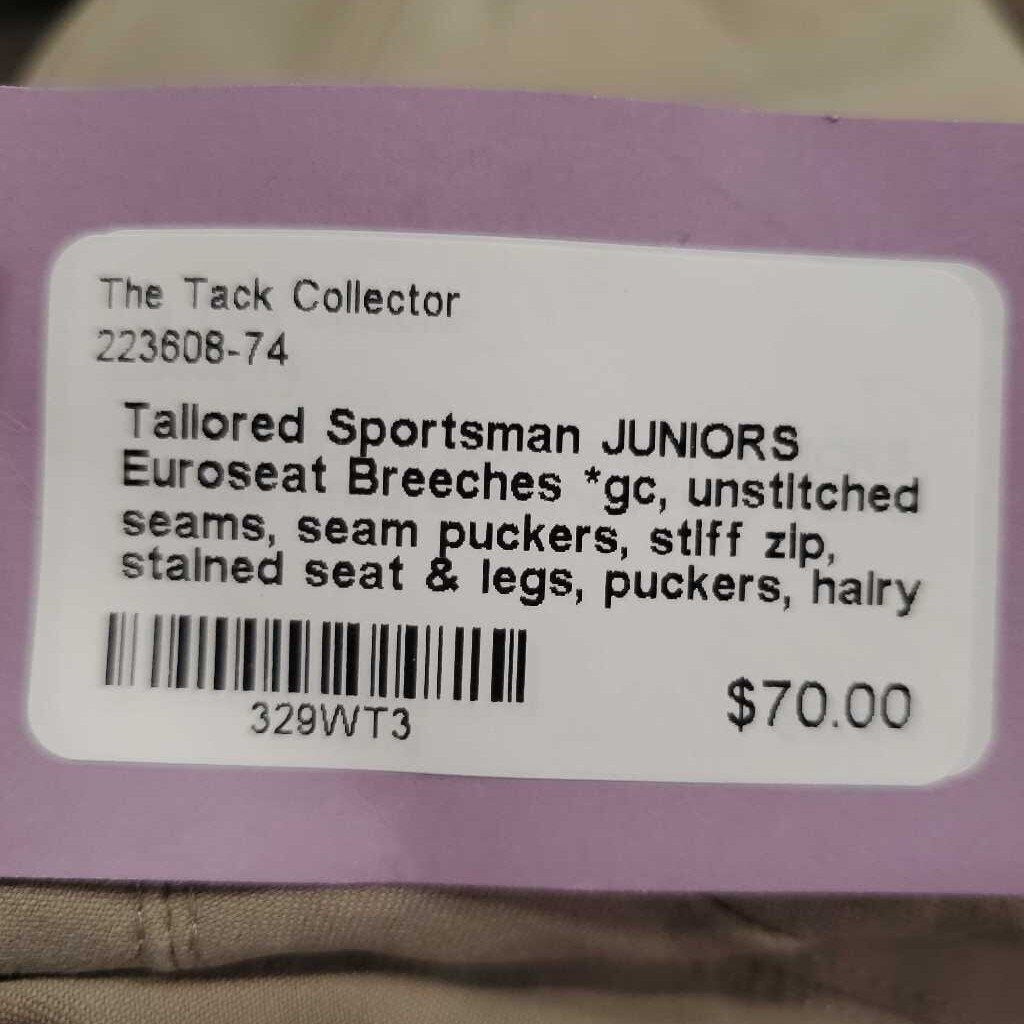 The Tack Collector
223608-74
Tailored Sportsman JUNIORS
Euroseat Breeches *gc, unstitched
seams, seam puckers, stiff zip,
stained seat & legs, puckers, hairy
329WT3
$70.00